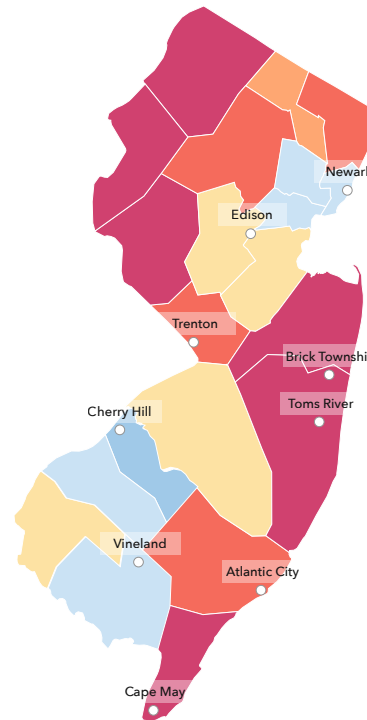 Newark
Edison
Trenton
Brick Townshi
Toms River
Cherry Hill
Vineland
Atlantic City
Cape May